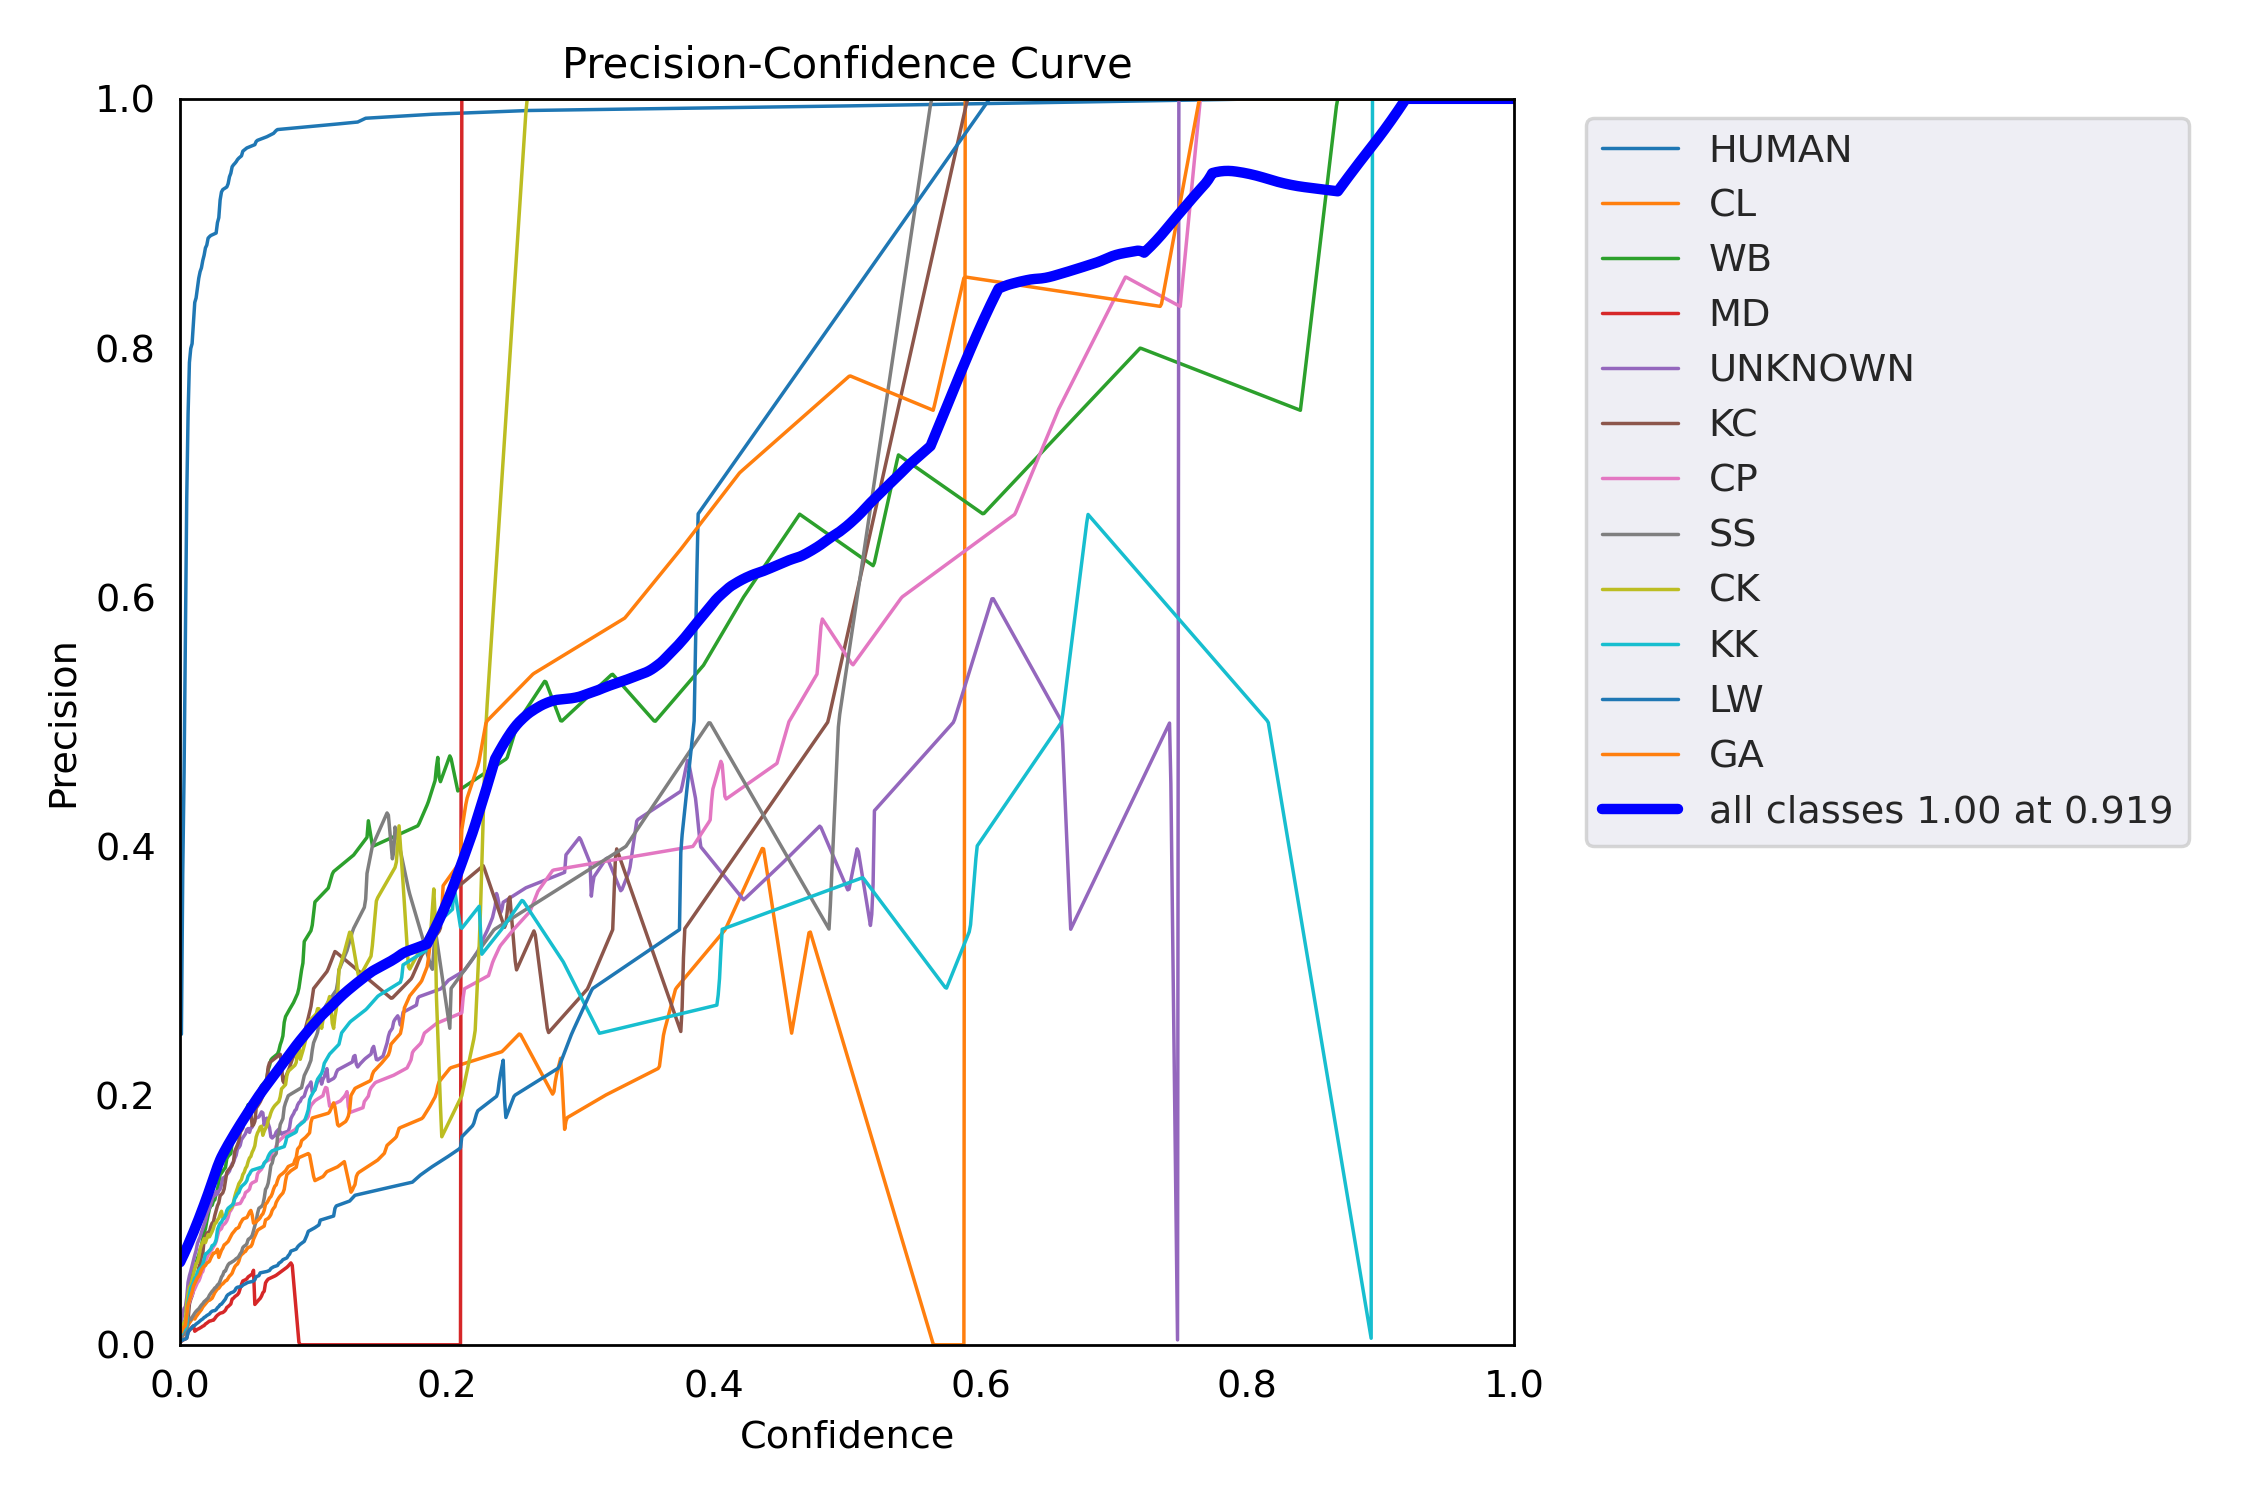 Precision-Confidence Curve
1.0
0.8
0.6
0.4
0.2
0.0
Precision
0.0 0.2 0.4 0.6 0.8 1.0
Confidence
HUMAN
CL
WB
MD
UNKNOWN
KC
CP
SS
CK
KK
LW
GA
all classes 1.00 at 0.919